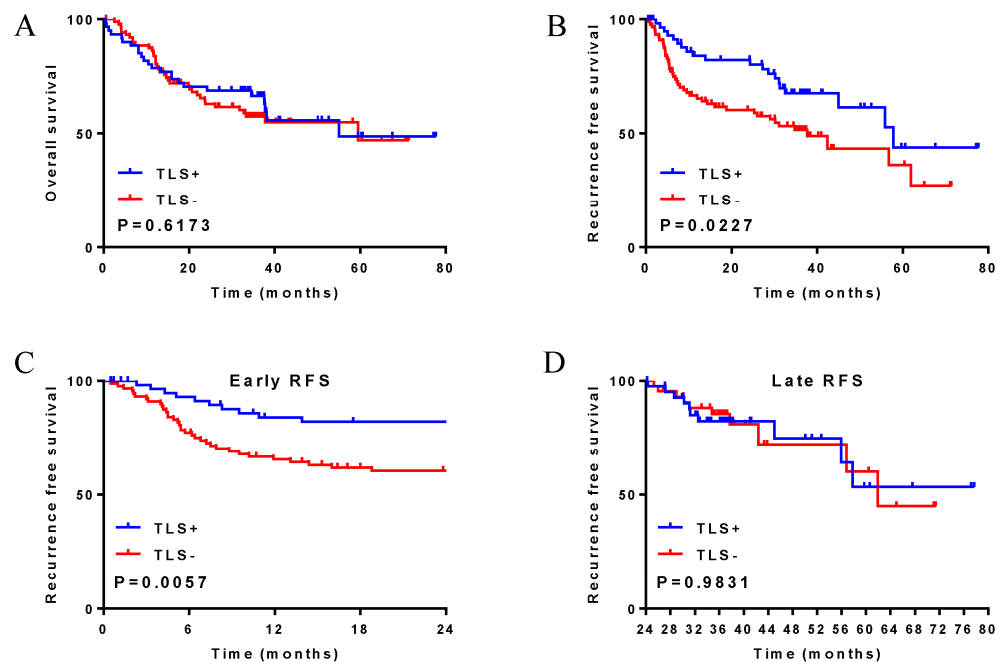 A
Overall survival
100
50
0
TLS+
TLS-
P=0.6173
0 20 40 60 80
Time (months)
B
Recurrence free survival
100
50
0
TLS+
TLS-
P=0.0227
0 20 40 60 80
Time (months)
C
Early RFS
Recurrence free survival
100
50
0
TLS+
TLS-
P=0.0057
0 6 12 18 24
Time (months)
D
Late RFS
Recurrence free survival
100
50
0
TLS+
TLS-
P=0.9831
24 28 32 36 40 44 48 52 56 60 64 68 72 76 80
Time (months)